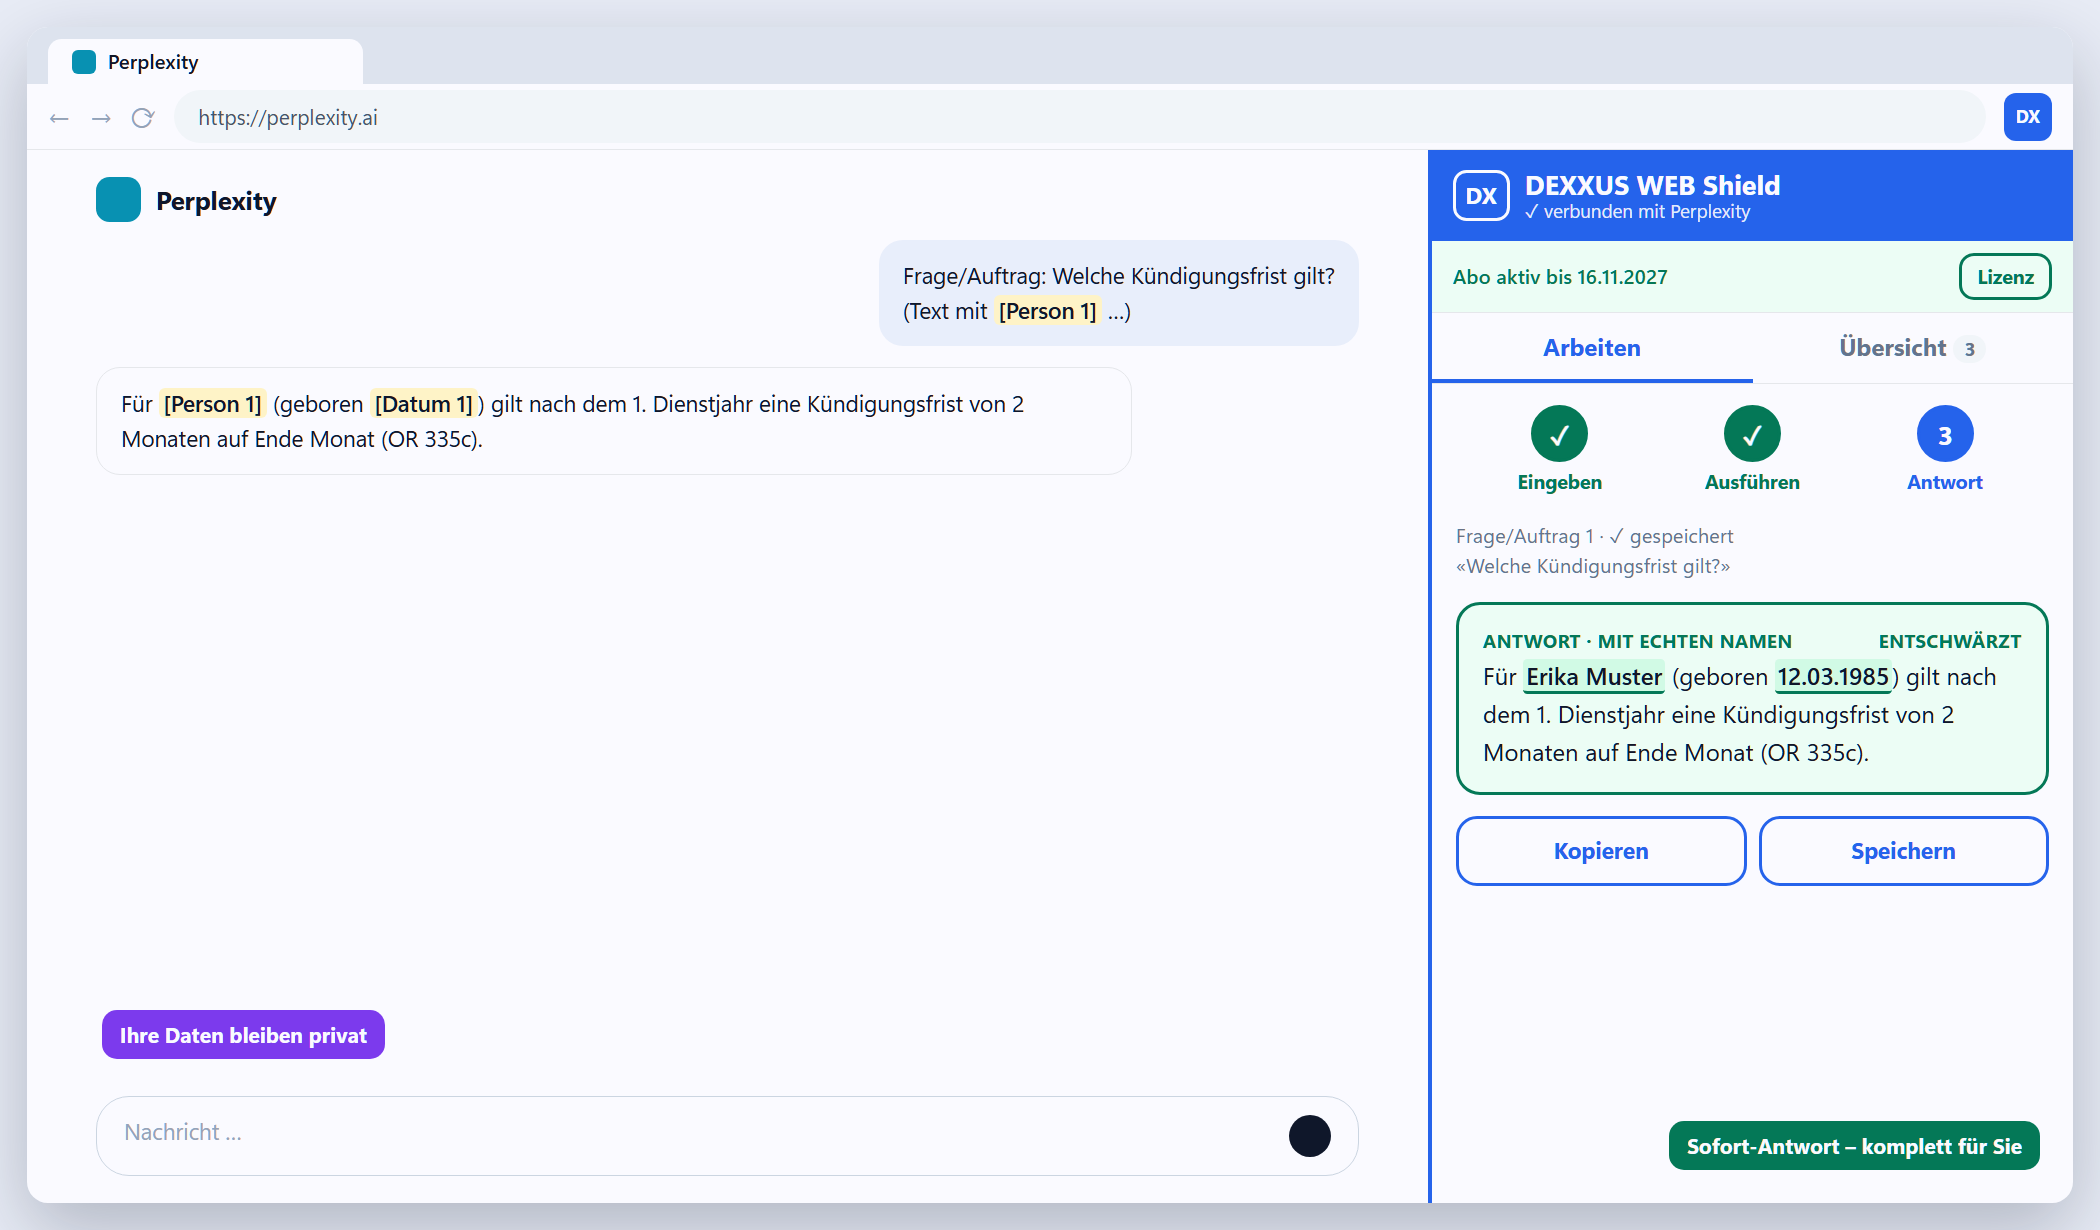 Perplexity
https://perplexity.ai
DX
Perplexity
Frage/Auftrag: Welche Kündigungsfrist gilt?
(Text mit [Person 1] ...)
Für [Person 1] (geboren [Datum 1]) gilt nach dem 1. Dienstjahr eine Kündigungsfrist von 2
Monaten auf Ende Monat (OR 335c).
Ihre Daten bleiben privat
Nachricht ...
DX
DEXXUS WEB Shield
✓ verbunden mit Perplexity
Abo aktiv bis 16.11.2027
Lizenz
Arbeiten
Übersicht 3
✓ ✓ 3
Eingeben Ausführen Antwort
Frage/Auftrag 1 · ✓ gespeichert
«Welche Kündigungsfrist gilt?»
ANTWORT · MIT ECHTEN NAMEN ENTSCHWÄRZT
Für Erika Muster (geboren 12.03.1985) gilt nach
dem 1. Dienstjahr eine Kündigungsfrist von 2
Monaten auf Ende Monat (OR 335c).
Kopieren
Speichern
Sofort-Antwort – komplett für Sie